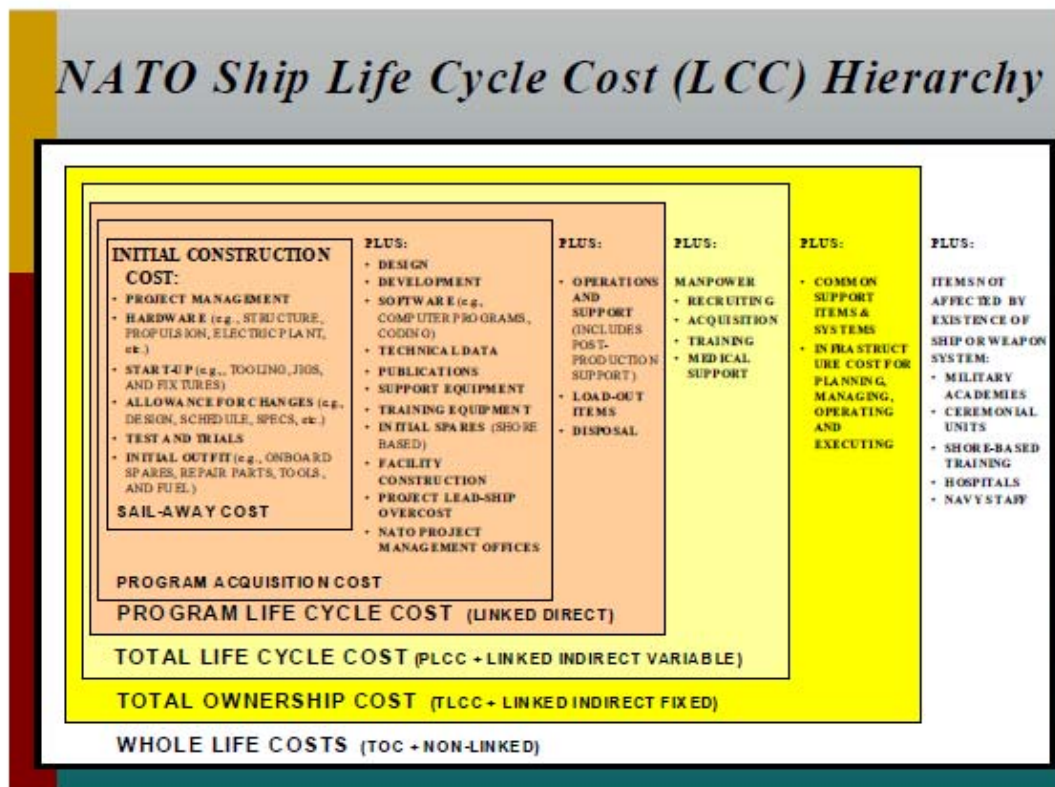 NATO Ship Life Cycle Cost (LCC) Hierarchy
INITIAL CONSTRUCTION
COST:
• PROJECT MANAGEMENT
• HARDWARE (e.g., STRUCTURE,
PROPULSION, ELECTRIC PLANT,
etc.)
• START-UP (e.g., TOOLING, JIGS,
AND FIXTURES)
• ALLOWANCE FOR CHANGES (e.g.,
DESIGN, SCHEDULE, SPECS, etc.)
• TEST AND TRIALS
• INITIAL OUTFIT (e.g., ONBOARD
SPARES, REPAIR PARTS, TOOLS,
AND FUEL)
SAIL-AWAY COST
PLUS:
• DESIGN
• DEVELOPMENT
• SOFTWARE (e.g.,
COMPUTER PROGRAMS,
CODING)
• TECHNICAL DATA
• PUBLICATIONS
• SUPPORT EQUIPMENT
• TRAINING EQUIPMENT
• INITIAL SPARES (SHORE
BASED)
• FACILITY
CONSTRUCTION
• PROJECT LEAD-SHIP
OVERCOST
• NATO PROJECT
MANAGEMENT OFFICES
PLUS:
• OPERATIONS
AND
SUPPORT
(INCLUDES
POST-
PRODUCTION
SUPPORT)
• LOAD-OUT
ITEMS
• DISPOSAL
PLUS:
MANPOWER
• RECRUITING
• ACQUISITION
• TRAINING
• MEDICAL
SUPPORT
PLUS:
• COMMON
SUPPORT
ITEMS &
SYSTEMS
• INFRASTRUCT
URE COST FOR
PLANNING,
MANAGING,
OPERATING
AND
EXECUTING
PLUS:
ITEMS NOT
AFFECTED BY
EXISTENCE OF
SHIP OR WEAPON
SYSTEM:
• MILITARY
ACADEMIES
• CEREMONIAL
UNITS
• SHORE-BASED
TRAINING
• HOSPITALS
• NAVY STAFF
PROGRAM ACQUISITION COST
PROGRAM LIFE CYCLE COST (LINKED DIRECT)
TOTAL LIFE CYCLE COST (PLCC + LINKED INDIRECT VARIABLE)
TOTAL OWNERSHIP COST (TLCC + LINKED INDIRECT FIXED)
WHOLE LIFE COSTS (TOC + NON-LINKED)